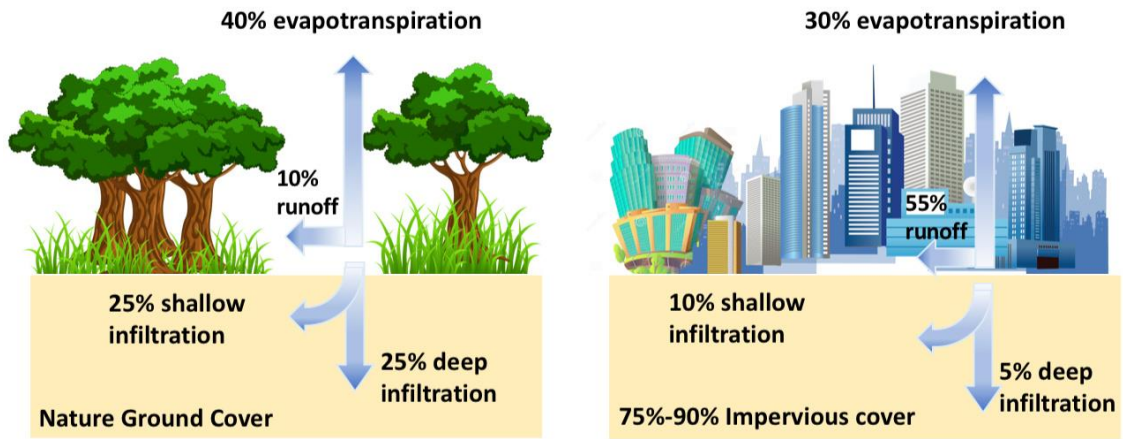 40% evapotranspiration
10%
runoff
25% shallow
infiltration
25% deep
infiltration
Nature Ground Cover
30% evapotranspiration
55%
runoff
10% shallow
infiltration
5% deep
infiltration
75%-90% Impervious cover